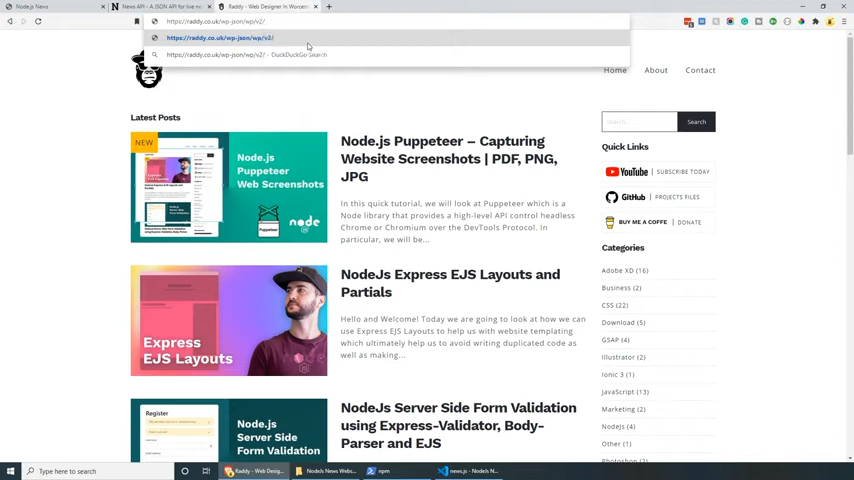 Node.js News
News API - A JSON API for live ne
Raddy - Web Designer In Worceste
https://raddy.co.uk/wp-json/wp/v2/
https://raddy.co.uk/wp-json/wp/v2/
https://raddy.co.uk/wp-json/wp/v2/ - DuckDuckGo Search
Home
About
Contact
Latest Posts
NEW
Node.js
Puppeteer
Web Screenshots
Puppeteer
node
Node.js Puppeteer – Capturing
Website Screenshots | PDF, PNG,
JPG
In this quick tutorial, we will look at Puppeteer which is a
Node library that provides a high-level API control headless
Chrome or Chromium over the DevTools Protocol. In
particular, we will be...
Express
EJS Layouts
NodeJs Express EJS Layouts and
Partials
Hello and Welcome! Today we are going to look at how we can
use Express EJS Layouts to help us with website templating
which ultimately help us to avoid writing duplicated code as
well as making...
Register
Node.js
Server Side
Form Validation
NodeJs Server Side Form Validation
using Express-Validator, Body-
Parser and EJS
Search...
Search
Quick Links
YouTube
SUBSCRIBE TODAY
GitHub
PROJECTS FILES
BUY ME A COFFE
DONATE
Categories
Adobe XD (16)
Business (2)
CSS (22)
Download (5)
GSAP (4)
Illustrator (2)
Ionic 3 (1)
JavaScript (13)
Marketing (2)
Nodejs (4)
Other (1)
Photoshop
Type here to search
Raddy - Web Desig...
NodeJs News Webs...
npm
news.js - NodeJs N...